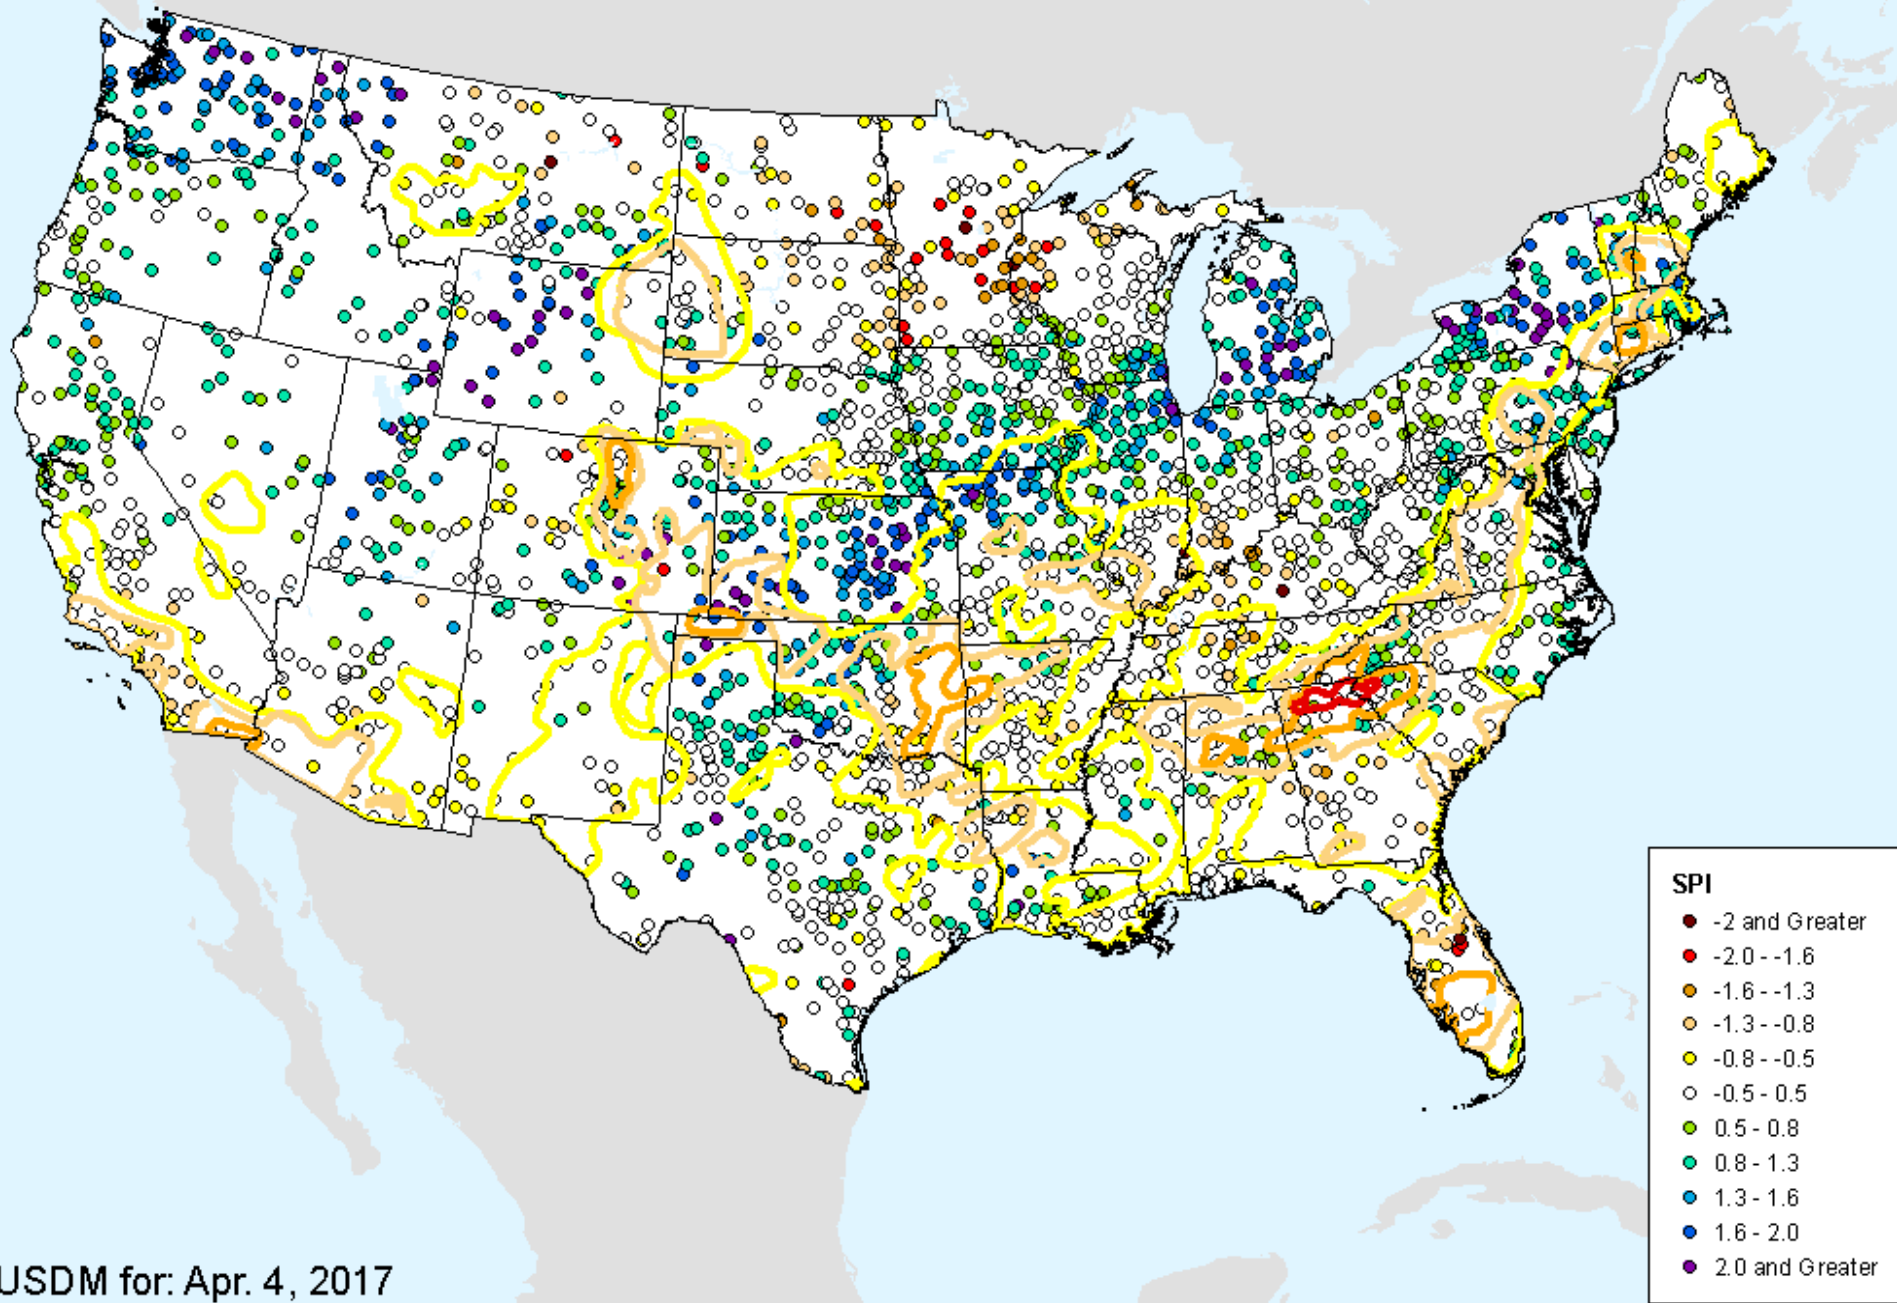 SPI
-2 and Greater
-2.0 - -1.6
-1.6 - -1.3
-1.3 - -0.8
-0.8 - -0.5
-0.5 - 0.5
0.5 - 0.8
0.8 - 1.3
1.3 - 1.6
1.6 - 2.0
2.0 and Greater
USDM for: Apr. 4, 2017